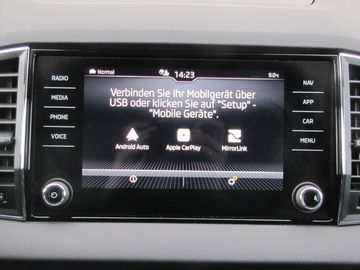 RADIO
MEDIA
PHONE
VOICE
Normal
14:23
9.0°C
Verbinden Sie Ihr Mobilgerät über
USB oder klicken Sie auf "Setup" -
"Mobile Geräte".
Android Auto
Apple CarPlay
MirrorLink
NAV
APP
CAR
MENU